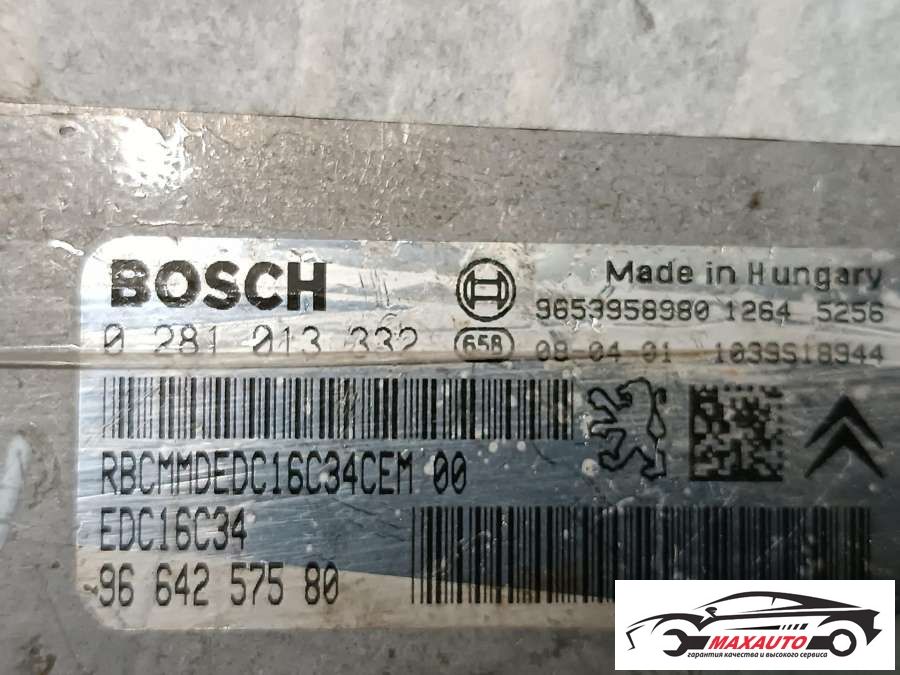 BOSCH
Made in Hungary
9653958980 1264 5256
0 281 013 332
658
08-04-01 1039S18944
RBCMMDEDC16C34CEM 00
EDC16C34
96 642 575 80
MAXAUTO
гарантия качества и высокого сервиса